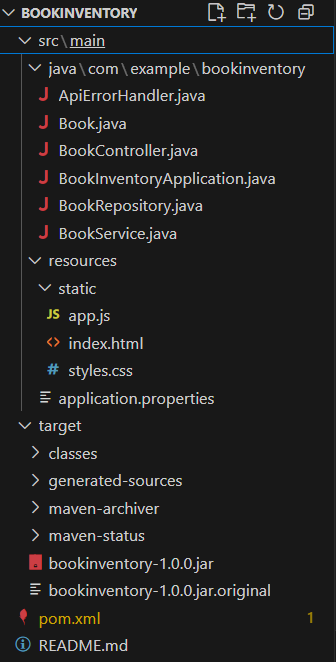 BOOKINVENTORY
src\main
java\com\example\bookinventory
ApiErrorHandler.java
Book.java
BookController.java
BookInventoryApplication.java
BookRepository.java
BookService.java
resources
static
JS app.js
<> index.html
# styles.css
application.properties
target
classes
generated-sources
maven-archiver
maven-status
bookinventory-1.0.0.jar
bookinventory-1.0.0.jar.original
pom.xml 1
README.md